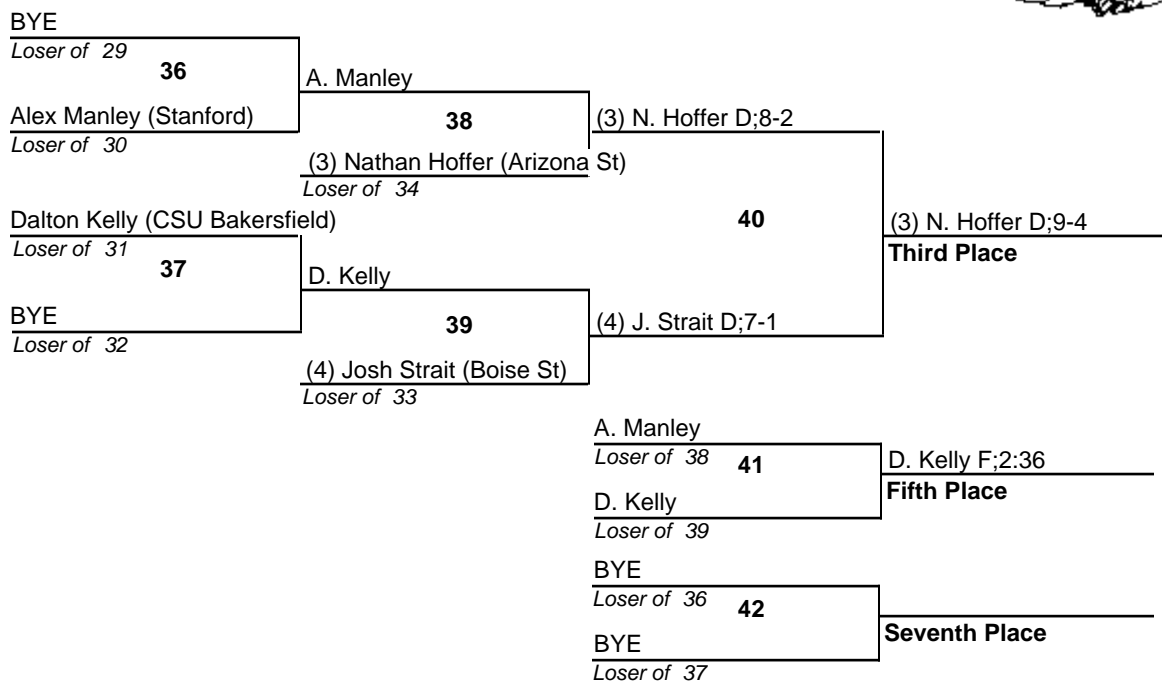 BYE
Loser of 29
36
A. Manley
Alex Manley (Stanford)
Loser of 30
38
(3) N. Hoffer D;8-2
(3) Nathan Hoffer (Arizona St)
Loser of 34
Dalton Kelly (CSU Bakersfield)
Loser of 31
40
(3) N. Hoffer D;9-4
Third Place
37
D. Kelly
BYE
Loser of 32
39
(4) J. Strait D;7-1
(4) Josh Strait (Boise St)
Loser of 33
A. Manley
Loser of 38
41
D. Kelly F;2:36
Fifth Place
D. Kelly
Loser of 39
BYE
Loser of 36
42
Seventh Place
BYE
Loser of 37